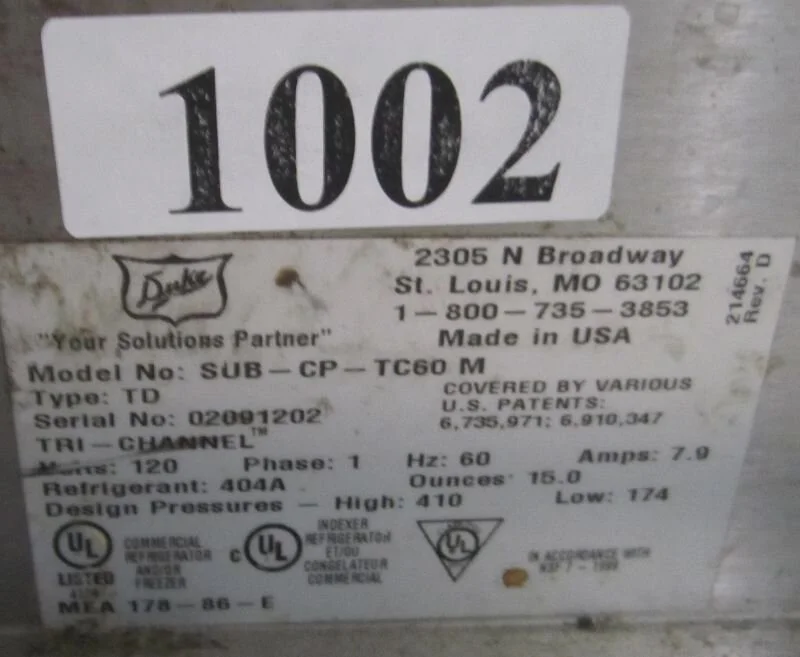 1002
Duke
"Your Solutions Partner"
2305 N Broadway
St. Louis, MO 63102
1-800-735-3853
Made in USA
214664
Rev. D
Model No: SUB-CP-TC60 M
Type: TD
Serial No: 02091202
TRI-CHANNEL™
COVERED BY VARIOUS
U.S. PATENTS:
6,735,971; 6,910,347
120 Phase: 1 Hz: 60 Amps: 7.9
Refrigerant: 404A Ounces 15.0
Design Pressures - High: 410 Low: 174
UL
LISTED
COMMERCIAL
REFRIGERATOR
AND/OR
FREEZER
C UL
INDEXER
REFRIGERATOR
ET/OU
CONGELATEUR
COMMERCIAL
UL
IN ACCORDANCE WITH
MEA 178-86-E